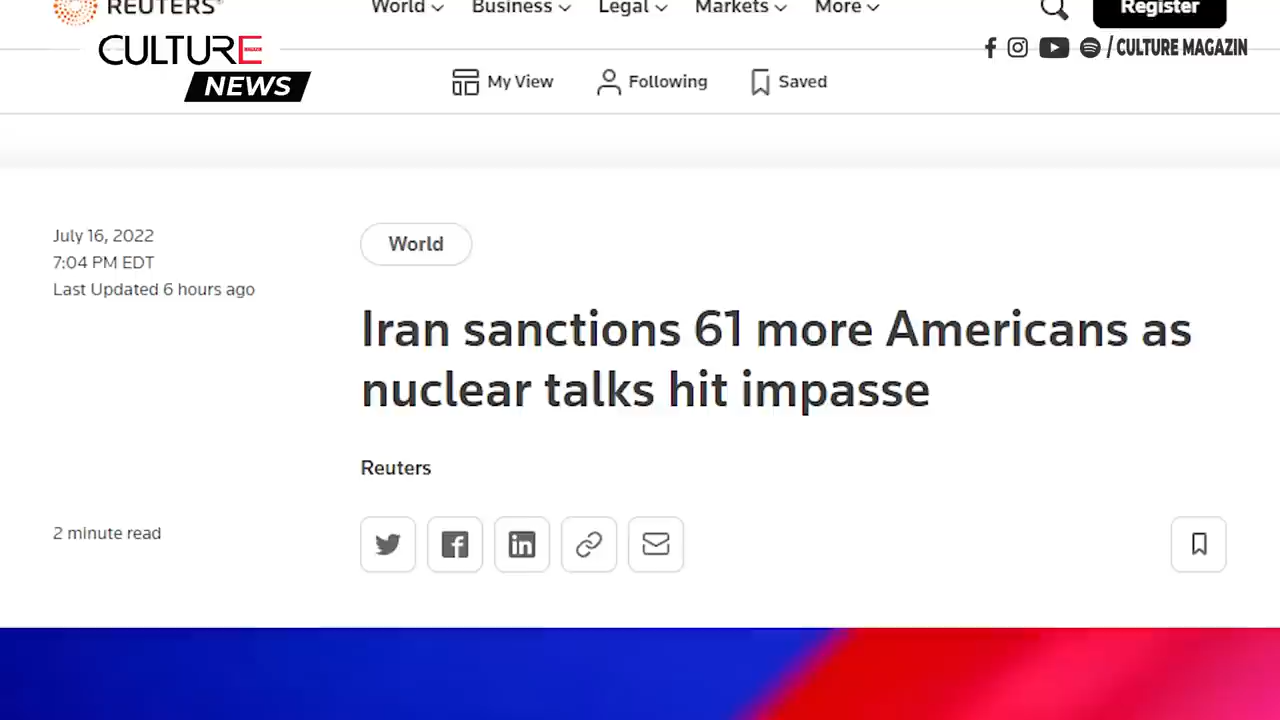 REUTERS®
World
Business
Legal
Markets
More
Register
CULTURE
NEWS
/ CULTURE MAGAZIN
My View
Following
Saved
July 16, 2022
7:04 PM EDT
Last Updated 6 hours ago
World
Iran sanctions 61 more Americans as
nuclear talks hit impasse
Reuters
2 minute read